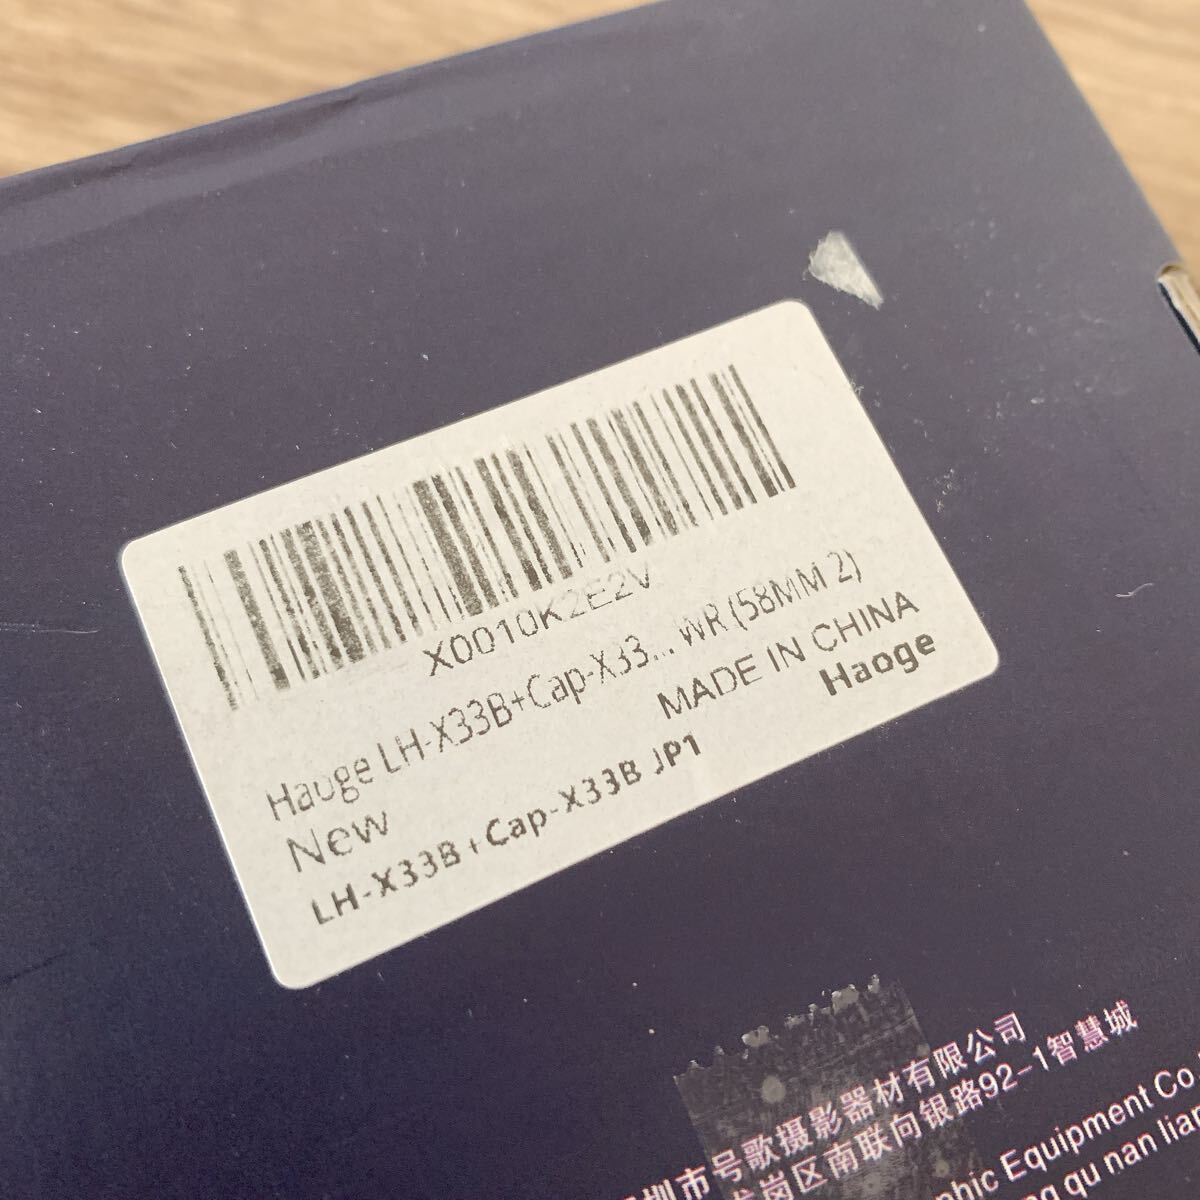 X0010K2E2V
Haoge LH-X33B+Cap-X33... WR (58MM 2)
New
MADE IN CHINA
Haoge
LH-X33B+Cap-X33B JP1
圳市号歌摄影器材有限公司
岗区南联向银路92-1智慧城
Equipment Co.
qu nan lian